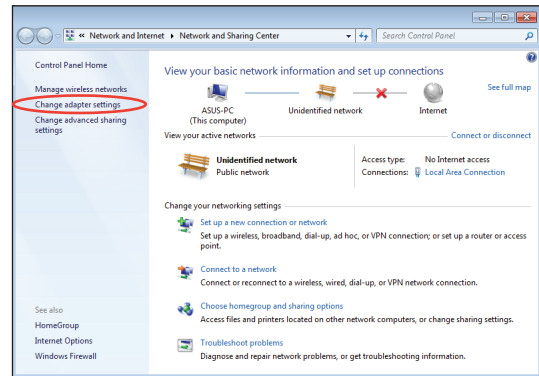 « Network and Internet ▸ Network and Sharing Center
Search Control Panel
Control Panel Home
Manage wireless networks
Change adapter settings
Change advanced sharing
settings
See also
HomeGroup
Internet Options
Windows Firewall
View your basic network information and set up connections
See full map
ASUS-PC
(This computer)
Unidentified network
Internet
View your active networks
Connect or disconnect
Unidentified network
Public network
Access type: No Internet access
Connections: Local Area Connection
Change your networking settings
Set up a new connection or network
Set up a wireless, broadband, dial-up, ad hoc, or VPN connection; or set up a router or access
point.
Connect to a network
Connect or reconnect to a wireless, wired, dial-up, or VPN network connection.
Choose homegroup and sharing options
Access files and printers located on other network computers, or change sharing settings.
Troubleshoot problems
Diagnose and repair network problems, or get troubleshooting information.